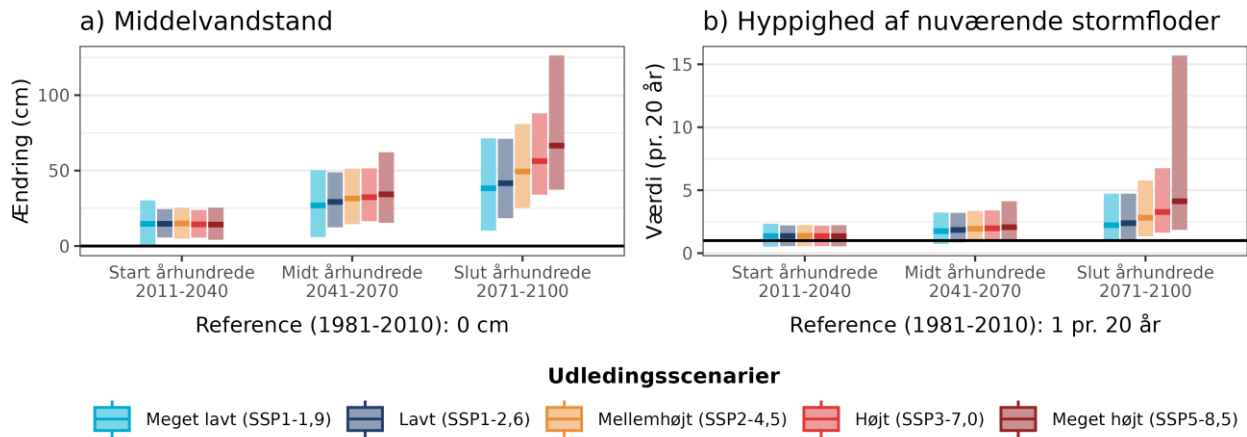 a) Middelvandstand
Ændring (cm)
100
50
0
Start århundrede
2011-2040
Midt århundrede
2041-2070
Slut århundrede
2071-2100
Reference (1981-2010): 0 cm
b) Hyppighed af nuværende stormfloder
Værdi (pr. 20 år)
15
10
5
0
Start århundrede
2011-2040
Midt århundrede
2041-2070
Slut århundrede
2071-2100
Reference (1981-2010): 1 pr. 20 år
Udledingsscenarier
Meget lavt (SSP1-1,9)
Lavt (SSP1-2,6)
Mellemhøjt (SSP2-4,5)
Højt (SSP3-7,0)
Meget højt (SSP5-8,5)